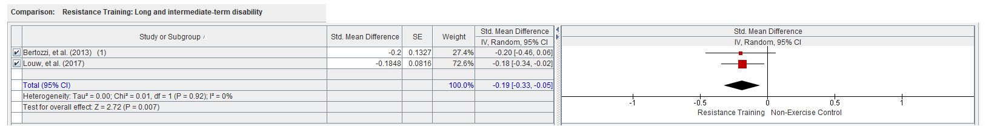 Comparison: Resistance Training: Long and intermediate-term disability
Study or Subgroup Std. Mean Difference SE Weight Std. Mean Difference IV, Random, 95% CI Std. Mean Difference IV, Random, 95% CI
Bertozzi, et al. (2013) (1) -0.2 0.1327 27.4% -0.20 [-0.46, 0.06]
Louw, et al. (2017) -0.1848 0.0816 72.6% -0.18 [-0.34, -0.02]
Total (95% CI) 100.0% -0.19 [-0.33, -0.05]
Heterogeneity: Tau² = 0.00; Chi² = 0.01, df = 1 (P = 0.92); I² = 0%
Test for overall effect: Z = 2.72 (P = 0.007)
-1 -0.5 0 0.5 1
Resistance Training Non-Exercise Control